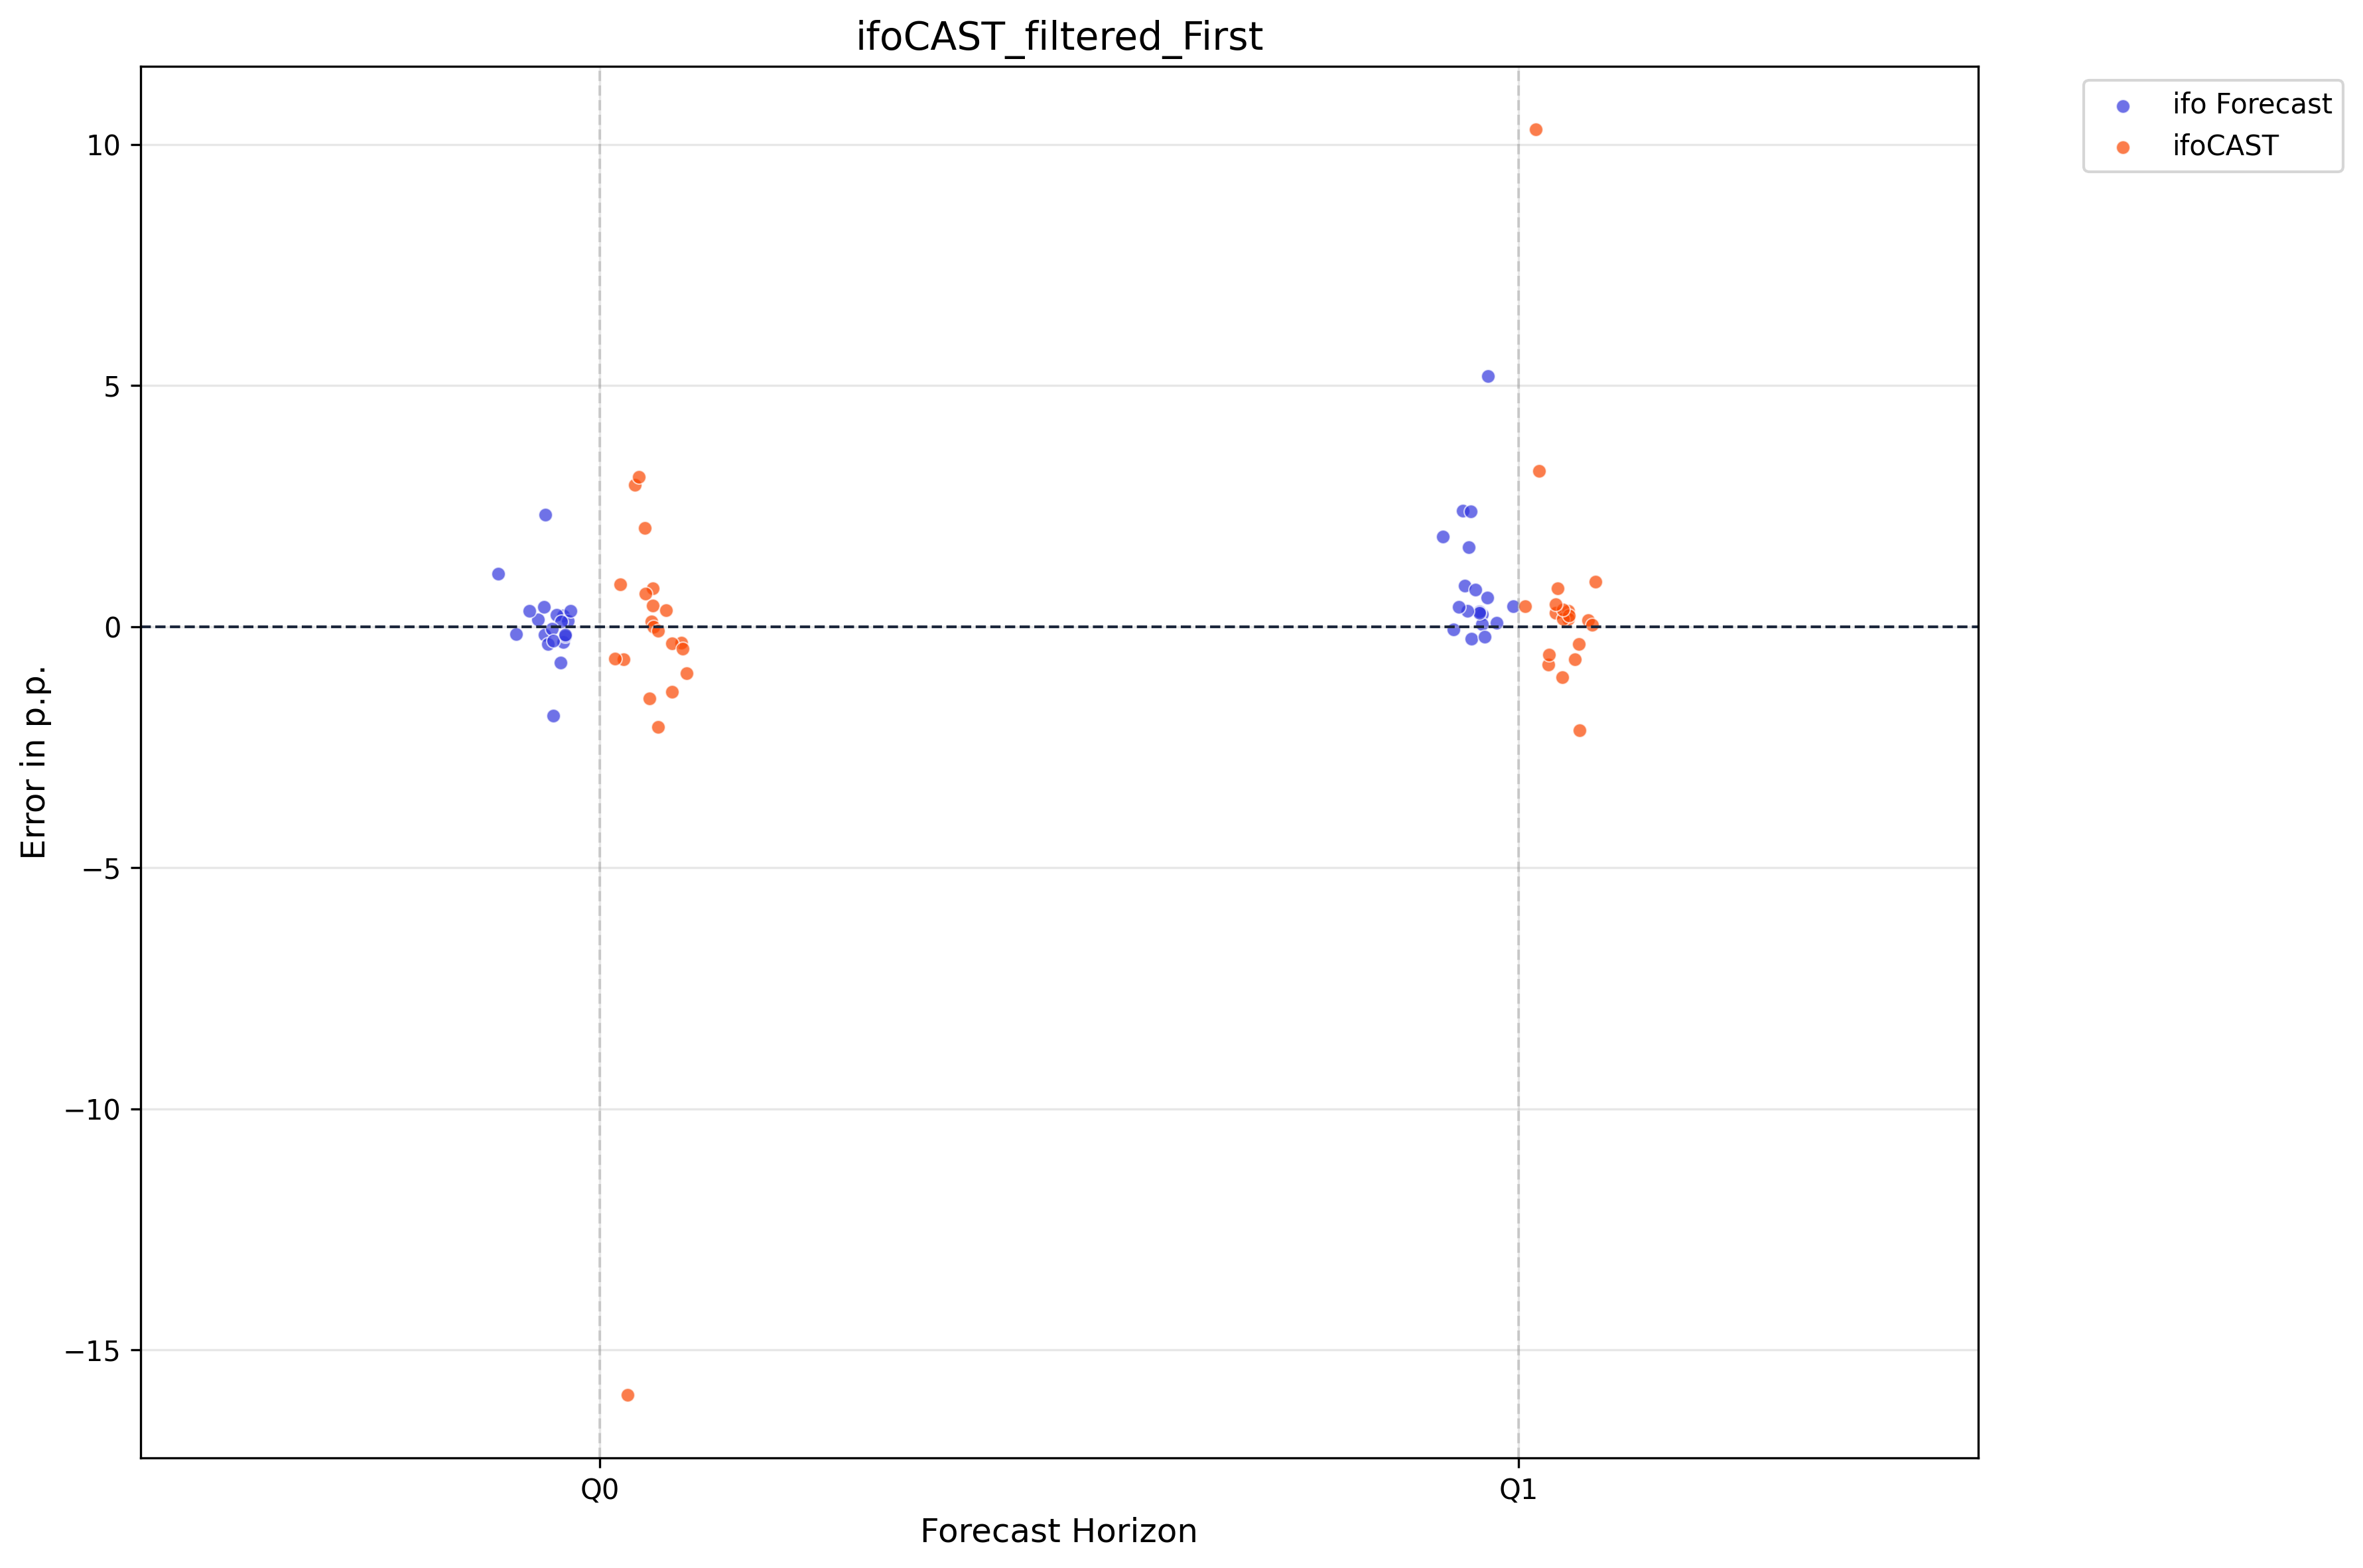 ifoCAST_filtered_First
ifo Forecast
ifoCAST
10
5
0
−5
−10
−15
Error in p.p.
Q0
Q1
Forecast Horizon